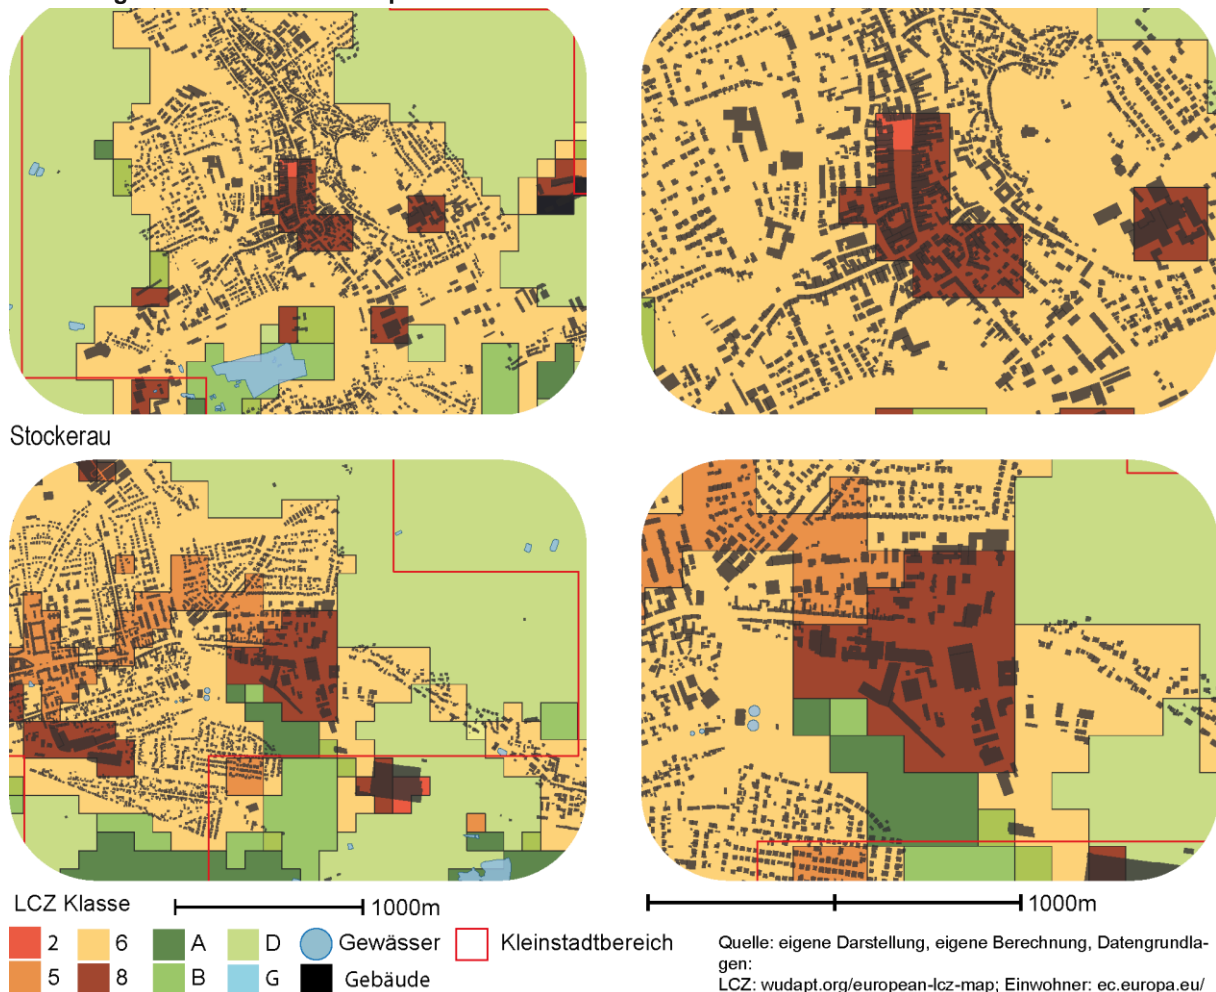 Stockerau
LCZ Klasse
1000m
1000m
2 6 A D Gewässer Kleinstadtbereich
5 8 B G Gebäude
Quelle: eigene Darstellung, eigene Berechnung, Datengrundla-
gen:
LCZ: wudapt.org/european-lcz-map; Einwohner: ec.europa.eu/